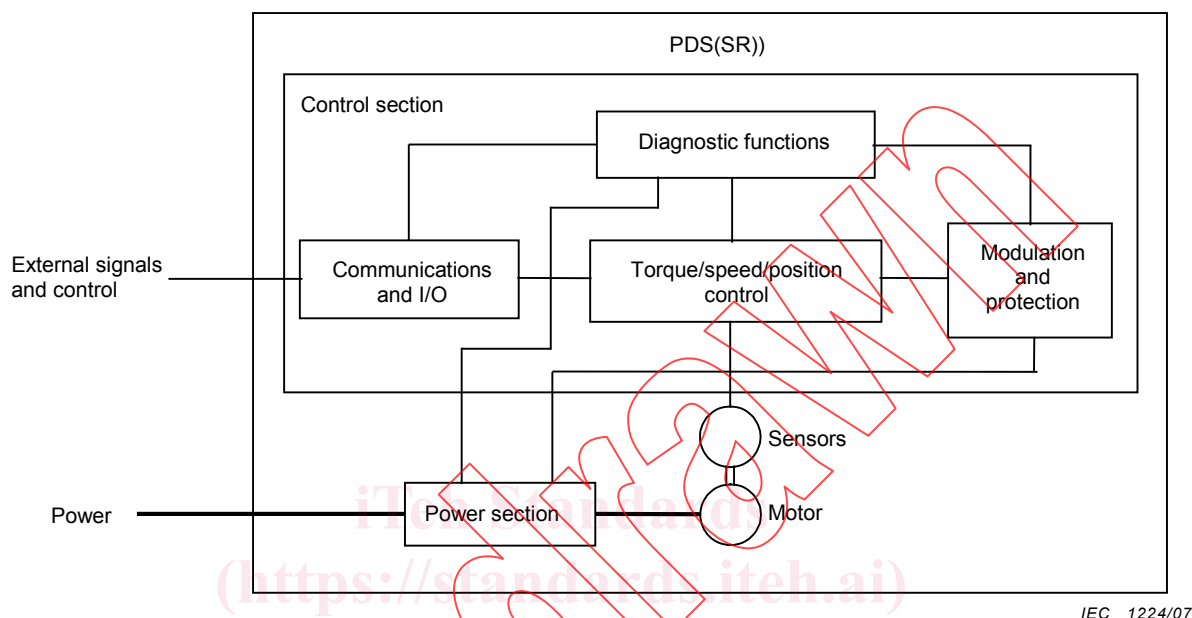 PDS(SR))
Control section
Diagnostic functions
External signals
and control
Communications
and I/O
Torque/speed/position
control
Modulation
and
protection
Sensors
Power
Power section
Motor
iTeh Standards
(https://standards.iteh.ai)
IEC 1224/07